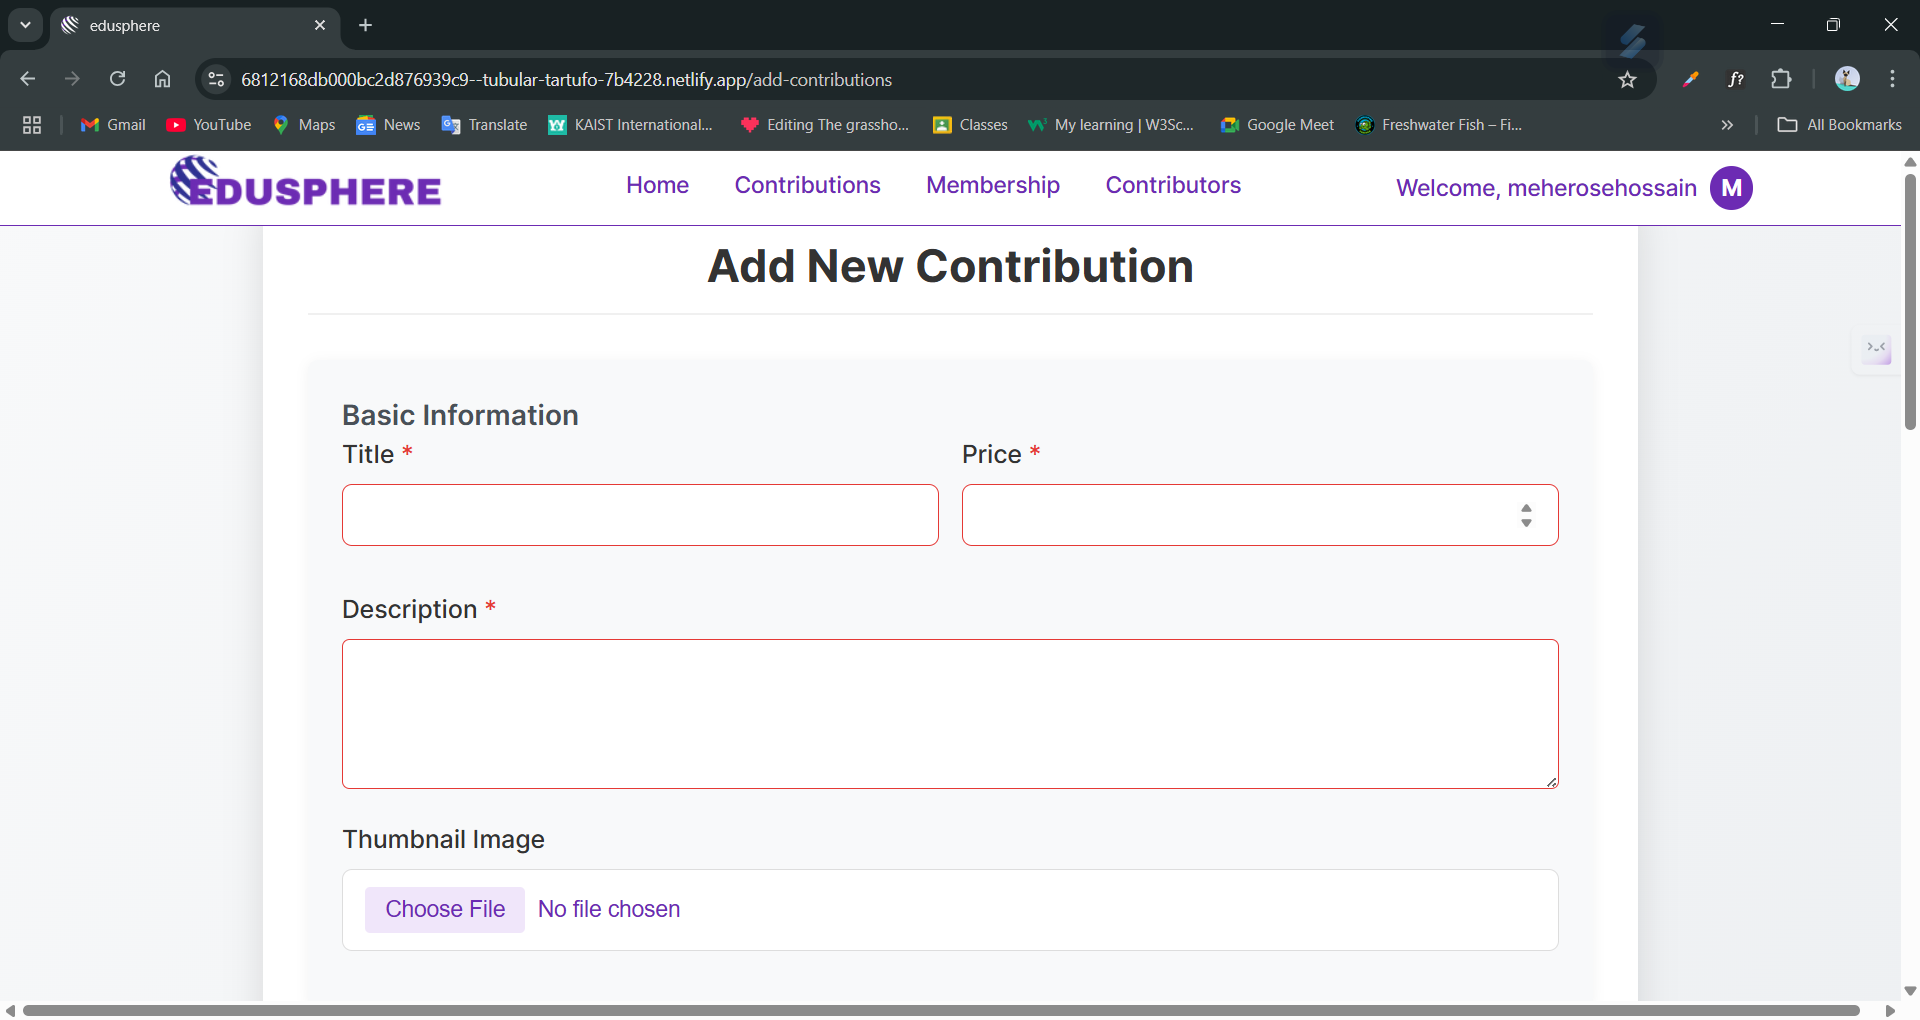 edusphere
6812168db000bc2d876939c9--tubular-tartufo-7b4228.netlify.app/add-contributions
f?
Gmail YouTube Maps News Translate KAIST International... Editing The grassho... Classes My learning | W3Sc... Google Meet Freshwater Fish – Fi... » All Bookmarks
EDUSPHERE Home Contributions Membership Contributors Welcome, meherosehossain M
Add New Contribution
Basic Information
Title * Price *
Description *
Thumbnail Image
Choose File No file chosen